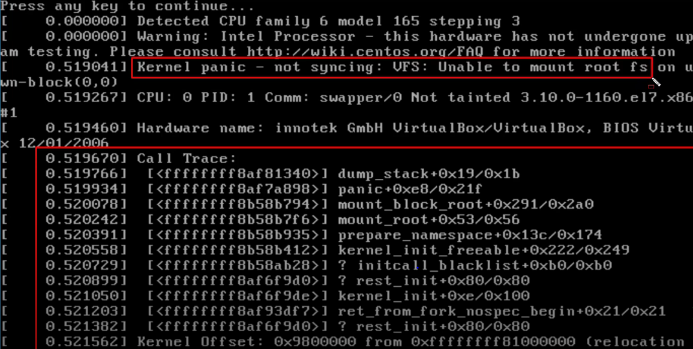 Press any key to continue...
[    0.000000] Detected CPU family 6 model 165 stepping 3
[    0.000000] Warning: Intel Processor - this hardware has not undergone up
am testing. Please consult http://wiki.centos.org/FAQ for more information
[    0.519041] Kernel panic - not syncing: VFS: Unable to mount root fs on u
wn-block(0,0)
[    0.519267] CPU: 0 PID: 1 Comm: swapper/0 Not tainted 3.10.0-1160.el7.x86
#1
[    0.519460] Hardware name: innotek GmbH VirtualBox/VirtualBox, BIOS Virtu
x 12/01/2006
[    0.519670] Call Trace:
[    0.519766]  [<ffffffff8af81340>] dump_stack+0x19/0x1b
[    0.519934]  [<ffffffff8af7a898>] panic+0xe8/0x21f
[    0.520078]  [<ffffffff8b58b794>] mount_block_root+0x291/0x2a0
[    0.520242]  [<ffffffff8b58b7f6>] mount_root+0x53/0x56
[    0.520391]  [<ffffffff8b58b935>] prepare_namespace+0x13c/0x174
[    0.520558]  [<ffffffff8b58b412>] kernel_init_freeable+0x222/0x249
[    0.520729]  [<ffffffff8b58ab28>] ? initcall_blacklist+0xb0/0xb0
[    0.520899]  [<ffffffff8af6f9d0>] ? rest_init+0x80/0x80
[    0.521050]  [<ffffffff8af6f9de>] kernel_init+0xe/0x100
[    0.521203]  [<ffffffff8af93df7>] ret_from_fork_nospec_begin+0x21/0x21
[    0.521382]  [<ffffffff8af6f9d0>] ? rest_init+0x80/0x80
[    0.521562] Kernel Offset: 0x9800000 from 0xffffffff81000000 (relocation